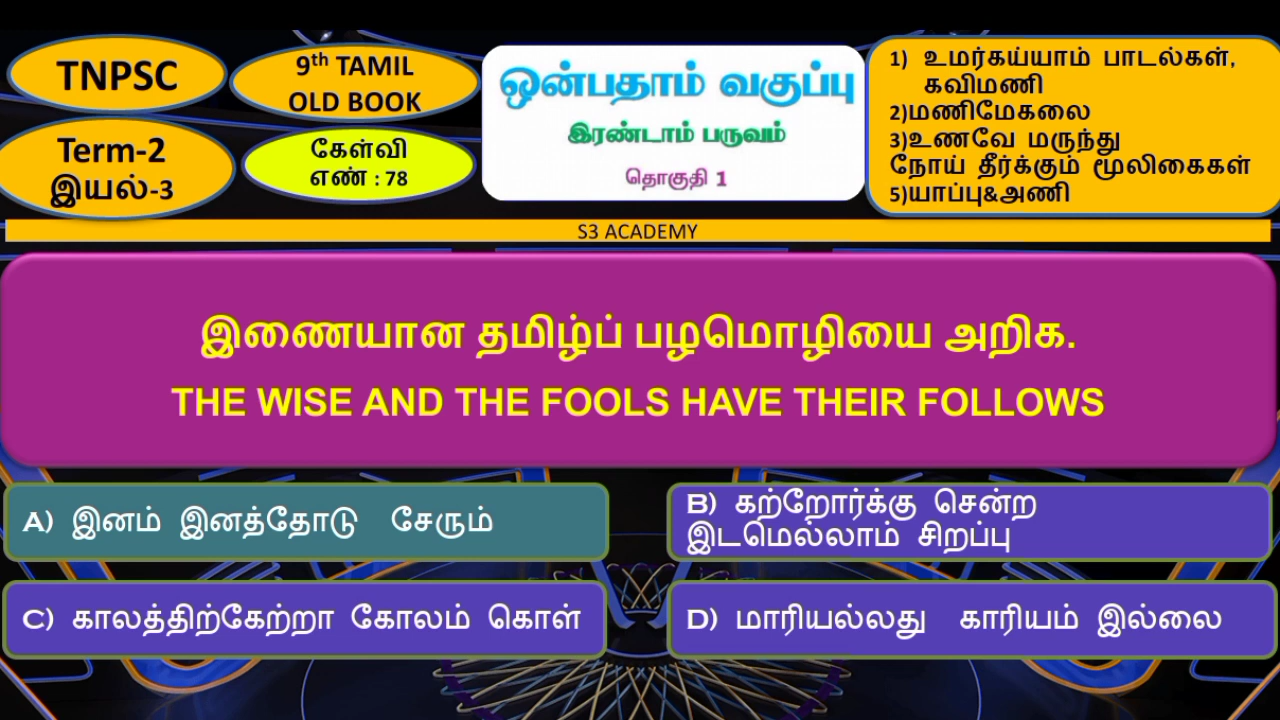 TNPSC
9th TAMIL
OLD BOOK
Term-2
இயல்-3
கேள்வி
எண் : 78
ஒன்பதாம் வகுப்பு
இரண்டாம் பருவம்
தொகுதி 1
1) உமர்கய்யாம் பாடல்கள்,
கவிமணி
2)மணிமேகலை
3)உணவே மருந்து
நோய் தீர்க்கும் மூலிகைகள்
5)யாப்பு&அணி
S3 ACADEMY
இணையான தமிழ்ப் பழமொழியை அறிக.
THE WISE AND THE FOOLS HAVE THEIR FOLLOWS
A) இனம் இனத்தோடு சேரும்
B) கற்றோர்க்கு சென்ற
இடமெல்லாம் சிறப்பு
C) காலத்திற்கேற்றா கோலம் கொள்
D) மாரியல்லது காரியம் இல்லை